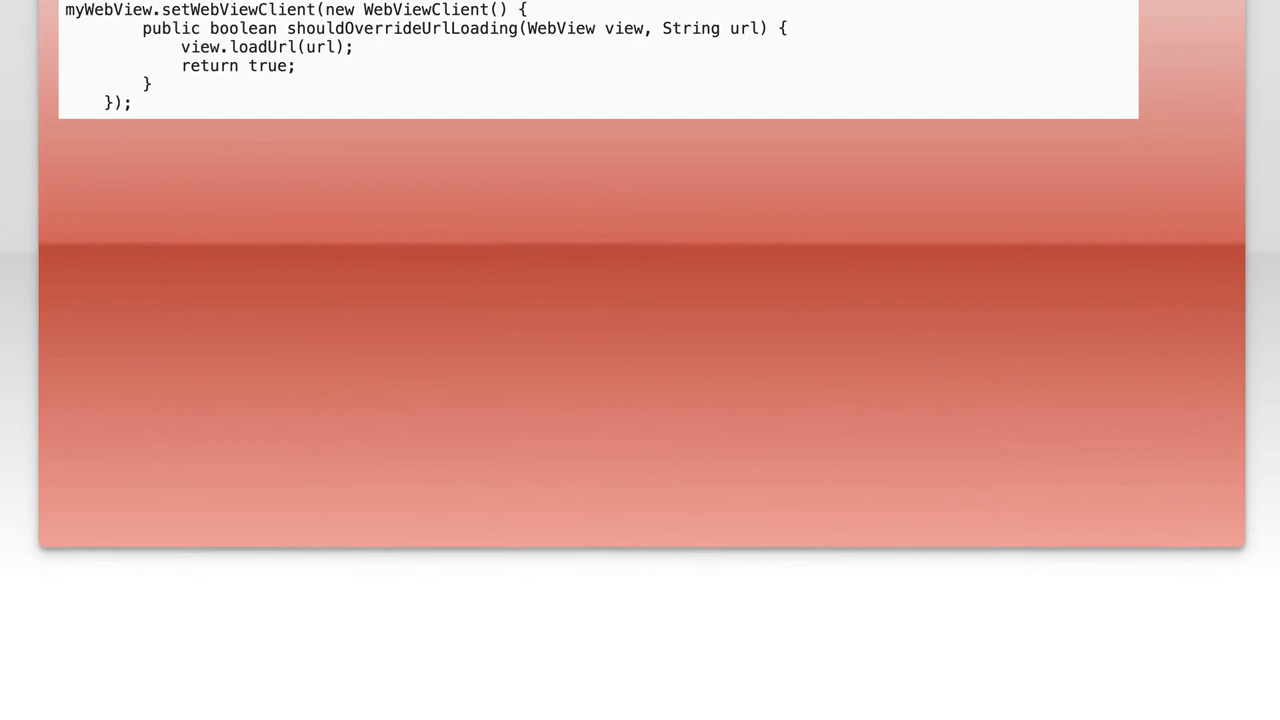 myWebView.setWebViewClient(new WebViewClient() {
        public boolean shouldOverrideUrlLoading(WebView view, String url) {
            view.loadUrl(url);
            return true;
        }
    });